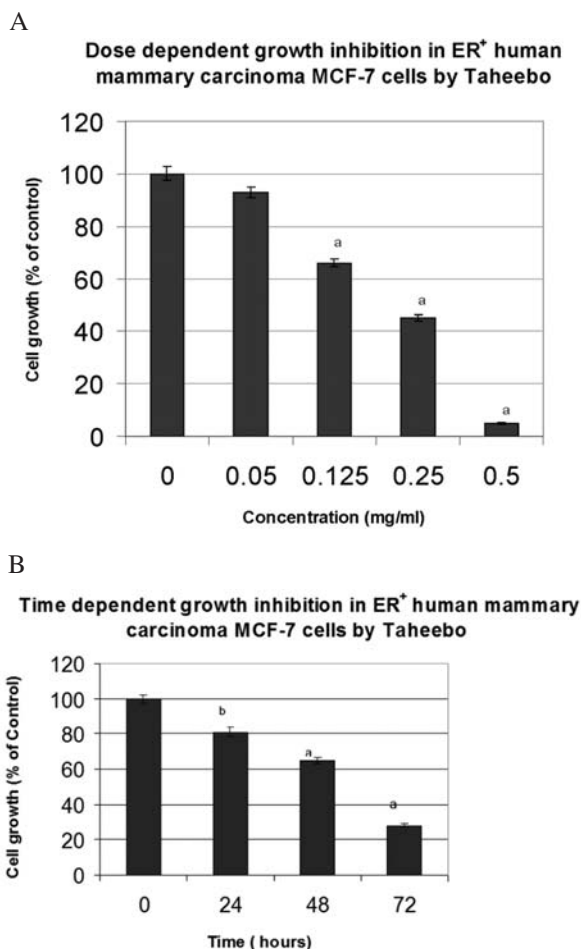 A
Dose dependent growth inhibition in ER⁺ human
mammary carcinoma MCF-7 cells by Taheebo
Cell growth (% of control)
120
100
80
60
40
20
0
a
a
a
0 0.05 0.125 0.25 0.5
Concentration (mg/ml)
B
Time dependent growth inhibition in ER⁺ human mammary
carcinoma MCF-7 cells by Taheebo
Cell growth (% of Control)
120
100
80
60
40
20
0
b
a
a
0 24 48 72
Time ( hours)